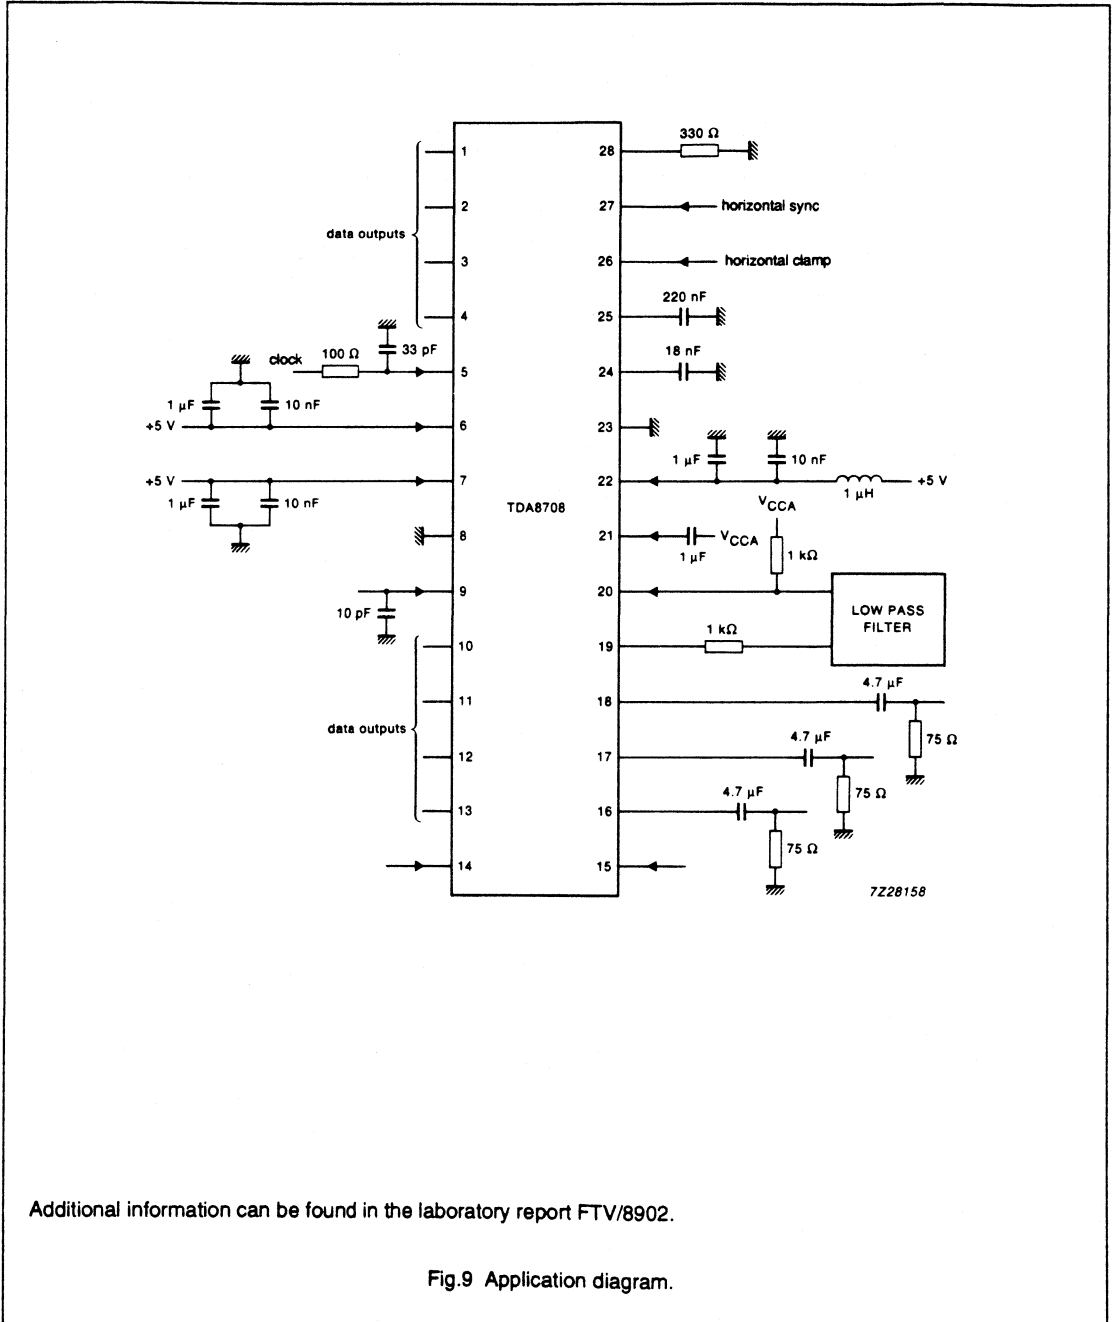 330 Ω
1 28
2 27 horizontal sync
data outputs
3 26 horizontal clamp
220 nF
4 25
18 nF
clock 100 Ω 33 pF
5 24
1 µF 10 nF
+5 V 6 23
1 µF 10 nF
+5 V 7 22 1 µH +5 V
1 µF 10 nF
TDA8708
VCCA
8 21 VCCA
1 µF 1 kΩ
9 20
10 pF
LOW PASS
FILTER
1 kΩ
10 19
4.7 µF
11 18
data outputs
75 Ω
4.7 µF
12 17
75 Ω
4.7 µF
13 16
75 Ω
14 15
7Z28158
Additional information can be found in the laboratory report FTV/8902.
Fig.9 Application diagram.